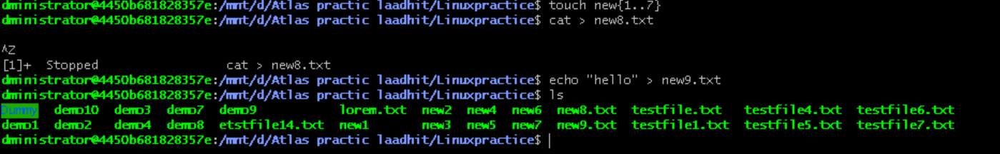 dministrator@4450b681828357e:/mnt/d/Atlas practic laadhit/Linuxpractice$ touch new{1..7}
dministrator@4450b681828357e:/mnt/d/Atlas practic laadhit/Linuxpractice$ cat > new8.txt
^Z
[1]+  Stopped                 cat > new8.txt
dministrator@4450b681828357e:/mnt/d/Atlas practic laadhit/Linuxpractice$ echo "hello" > new9.txt
dministrator@4450b681828357e:/mnt/d/Atlas practic laadhit/Linuxpractice$ ls
Dummy  demo10  demo3  demo7  demo9           lorem.txt  new2  new4  new6  new8.txt  testfile.txt   testfile4.txt  testfile6.txt
demo1  demo2   demo4  demo8  etstfile14.txt  new1       new3  new5  new7  new9.txt  testfile1.txt  testfile5.txt  testfile7.txt
dministrator@4450b681828357e:/mnt/d/Atlas practic laadhit/Linuxpractice$